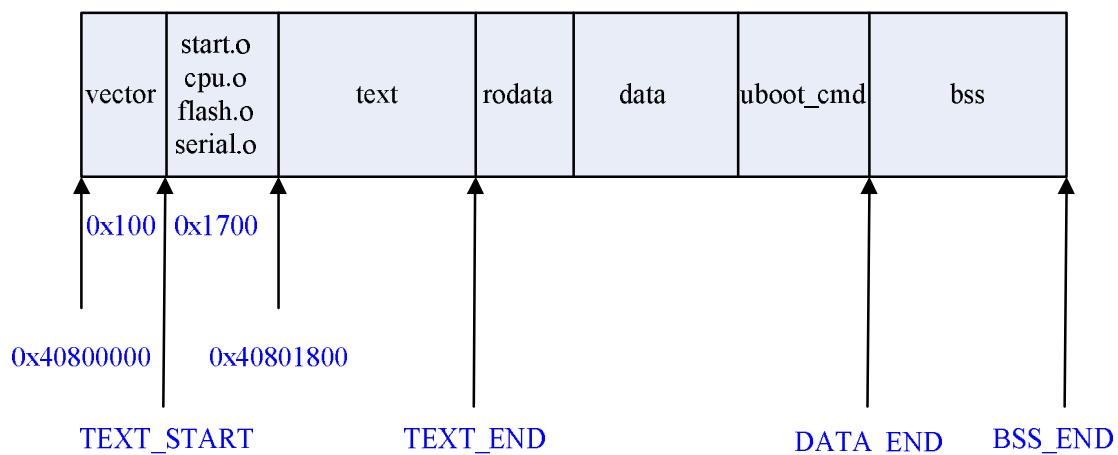 vector
start.o
cpu.o
flash.o
serial.o
text
rodata
data
uboot_cmd
bss
0x100
0x1700
0x40800000
0x40801800
TEXT_START
TEXT_END
DATA_END
BSS_END